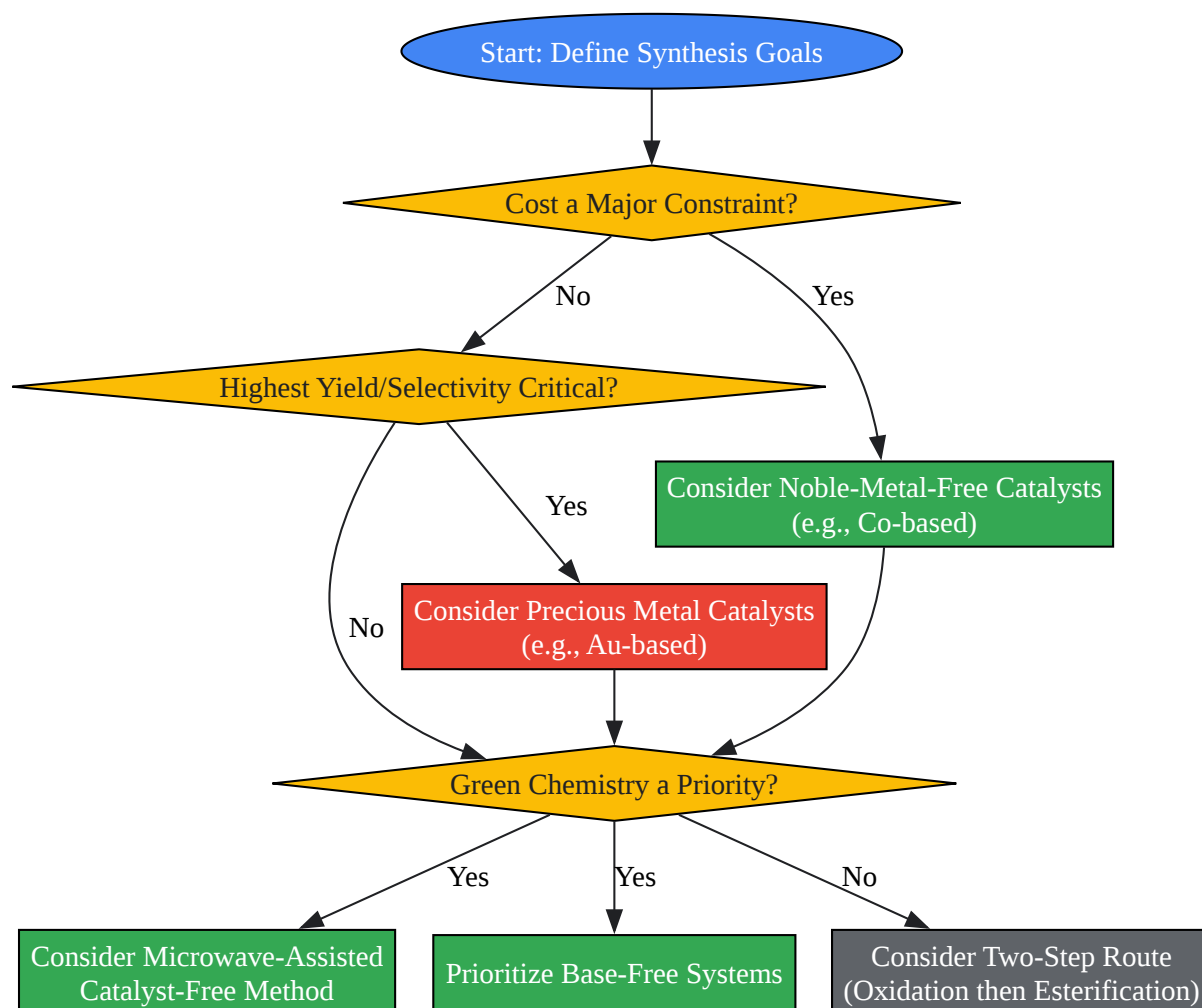 Start: Define Synthesis Goals
Cost a Major Constraint?
No
Yes
Highest Yield/Selectivity Critical?
Consider Noble-Metal-Free Catalysts
(e.g., Co-based)
Yes
Consider Precious Metal Catalysts
(e.g., Au-based)
No
Green Chemistry a Priority?
Yes
Yes
No
Consider Microwave-Assisted
Catalyst-Free Method
Prioritize Base-Free Systems
Consider Two-Step Route
(Oxidation then Esterification)